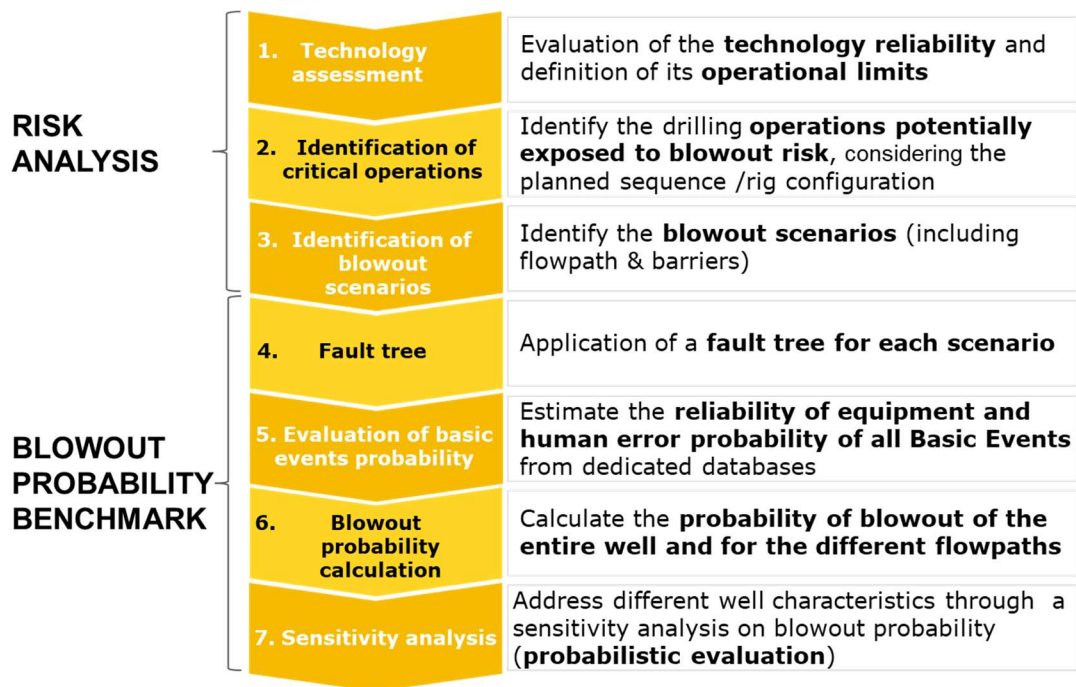 RISK
ANALYSIS
1. Technology
assessment
Evaluation of the technology reliability and
definition of its operational limits
2. Identification of
critical operations
Identify the drilling operations potentially
exposed to blowout risk, considering the
planned sequence /rig configuration
3. Identification of
blowout
scenarios
Identify the blowout scenarios (including
flowpath & barriers)
BLOWOUT
PROBABILITY
BENCHMARK
4. Fault tree
Application of a fault tree for each scenario
5. Evaluation of basic
events probability
Estimate the reliability of equipment and
human error probability of all Basic Events
from dedicated databases
6. Blowout
probability
calculation
Calculate the probability of blowout of the
entire well and for the different flowpaths
7. Sensitivity analysis
Address different well characteristics through a
sensitivity analysis on blowout probability
(probabilistic evaluation)